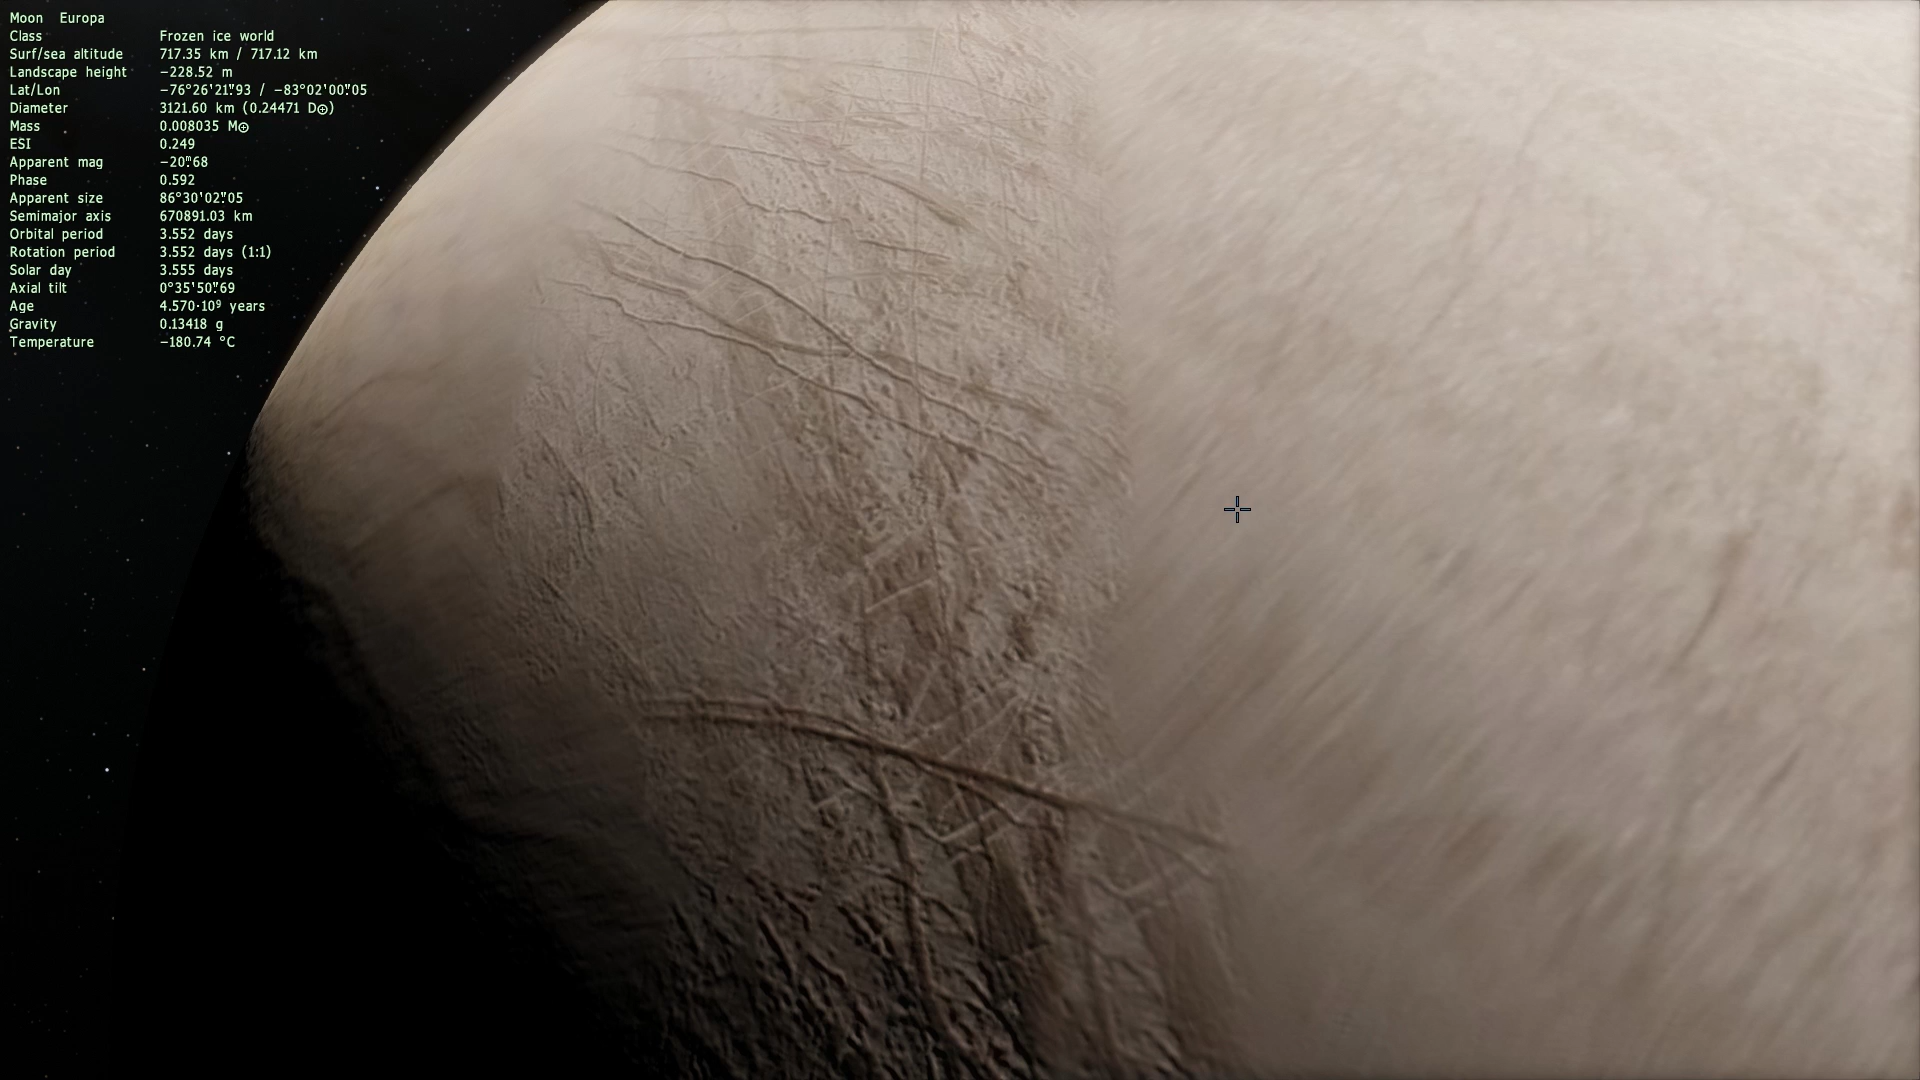 Moon Europa
Class Frozen ice world
Surf/sea altitude 717.35 km / 717.12 km
Landscape height −228.52 m
Lat/Lon −76°26'21"93 / −83°02'00"05
Diameter 3121.60 km (0.24471 D⊕)
Mass 0.008035 M⊕
ESI 0.249
Apparent mag −20ᵐ68
Phase 0.592
Apparent size 86°30'02"05
Semimajor axis 670891.03 km
Orbital period 3.552 days
Rotation period 3.552 days (1:1)
Solar day 3.555 days
Axial tilt 0°35'50"69
Age 4.570·10⁹ years
Gravity 0.13418 g
Temperature −180.74 °C